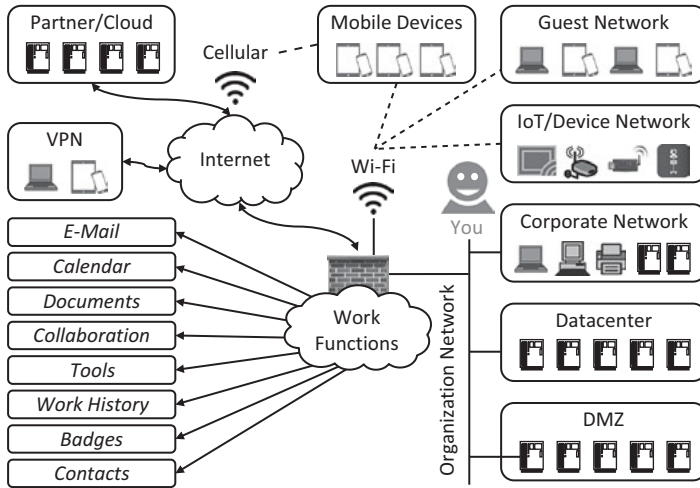 Partner/Cloud
Cellular
Mobile Devices
Guest Network
VPN
Internet
Wi-Fi
IoT/Device Network
You
E-Mail
Calendar
Documents
Collaboration
Tools
Work History
Badges
Contacts
Work
Functions
Organization Network
Corporate Network
Datacenter
DMZ